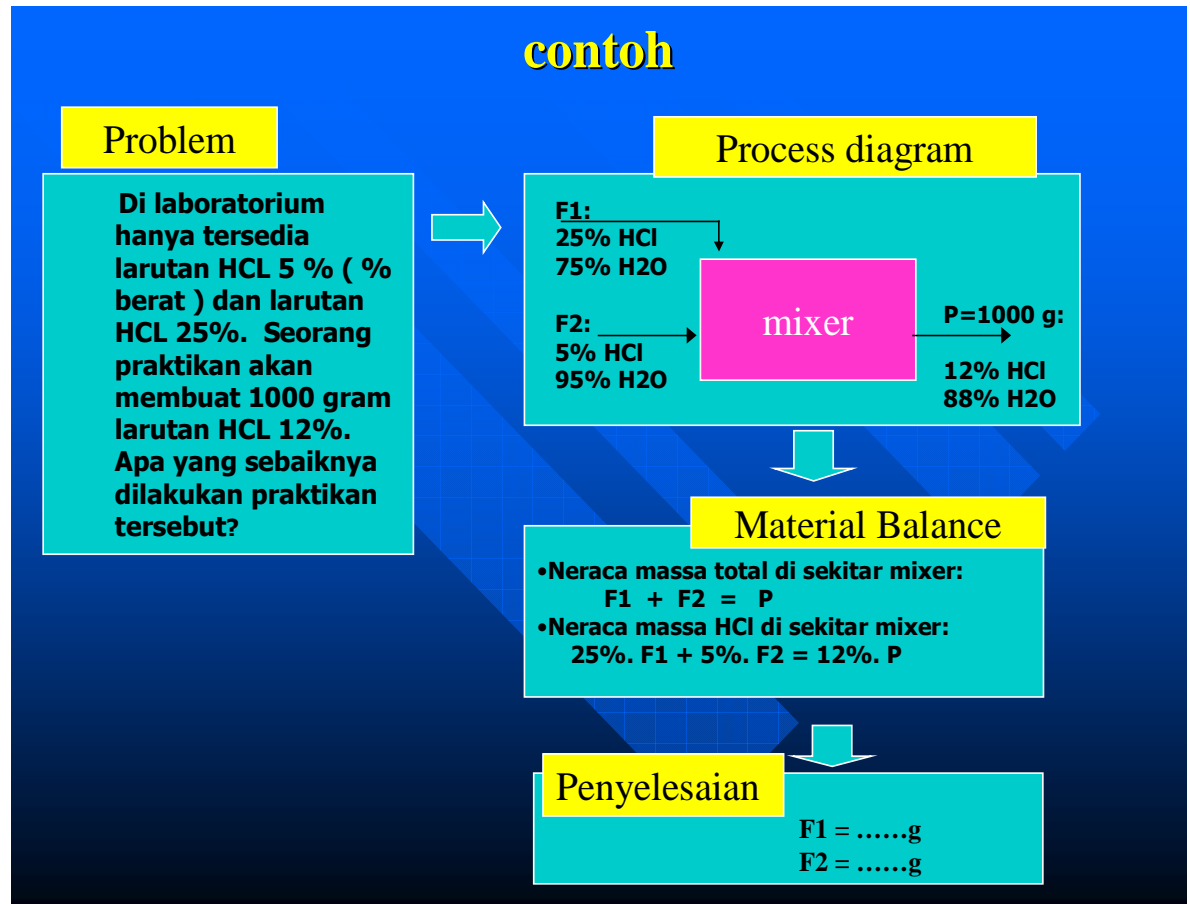 contoh
Problem
Di laboratorium
hanya tersedia
larutan HCL 5 % ( %
berat ) dan larutan
HCL 25%.  Seorang
praktikan akan
membuat 1000 gram
larutan HCL 12%.
Apa yang sebaiknya
dilakukan praktikan
tersebut?
Process diagram
F1:
25% HCl
75% H2O
F2:
5% HCl
95% H2O
mixer
P=1000 g:
12% HCl
88% H2O
Material Balance
•Neraca massa total di sekitar mixer:
F1 + F2 = P
•Neraca massa HCl di sekitar mixer:
25%. F1 + 5%. F2 = 12%. P
Penyelesaian
F1 = ……g
F2 = ……g